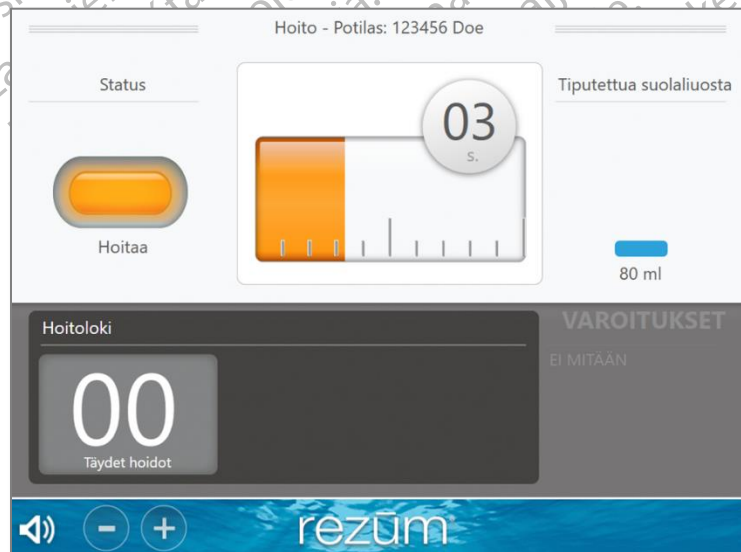 Hoito - Potilas: 123456 Doe
Status
Tiputettua suolaliuosta
03
s.
Hoitaa
80 ml
Hoitoloki
VAROITUKSET
EI MITÄÄN
00
Täydet hoidot
- +
rezūm